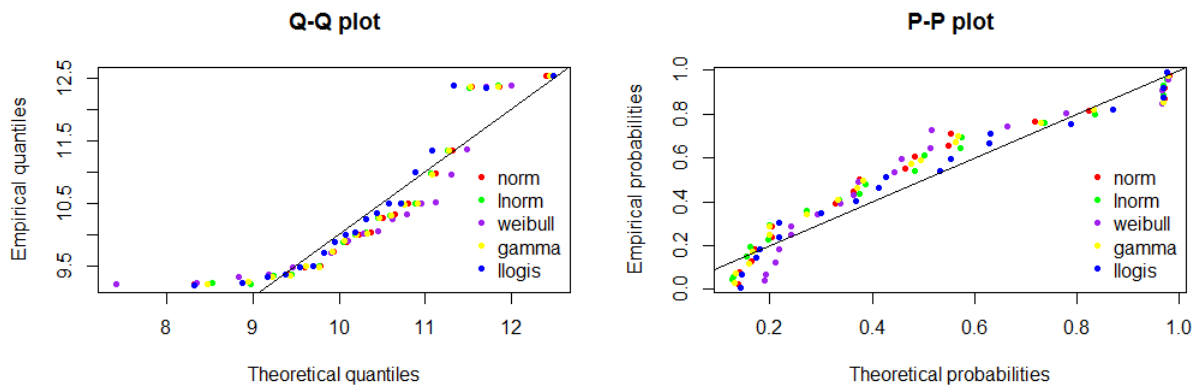 Q-Q plot
Empirical quantiles
12.5
11.5
10.5
9.5
8
9
10
11
12
Theoretical quantiles
norm
lnorm
weibull
gamma
llogis
P-P plot
Empirical probabilities
1.0
0.8
0.6
0.4
0.2
0.0
0.2
0.4
0.6
0.8
1.0
Theoretical probabilities
norm
lnorm
weibull
gamma
llogis